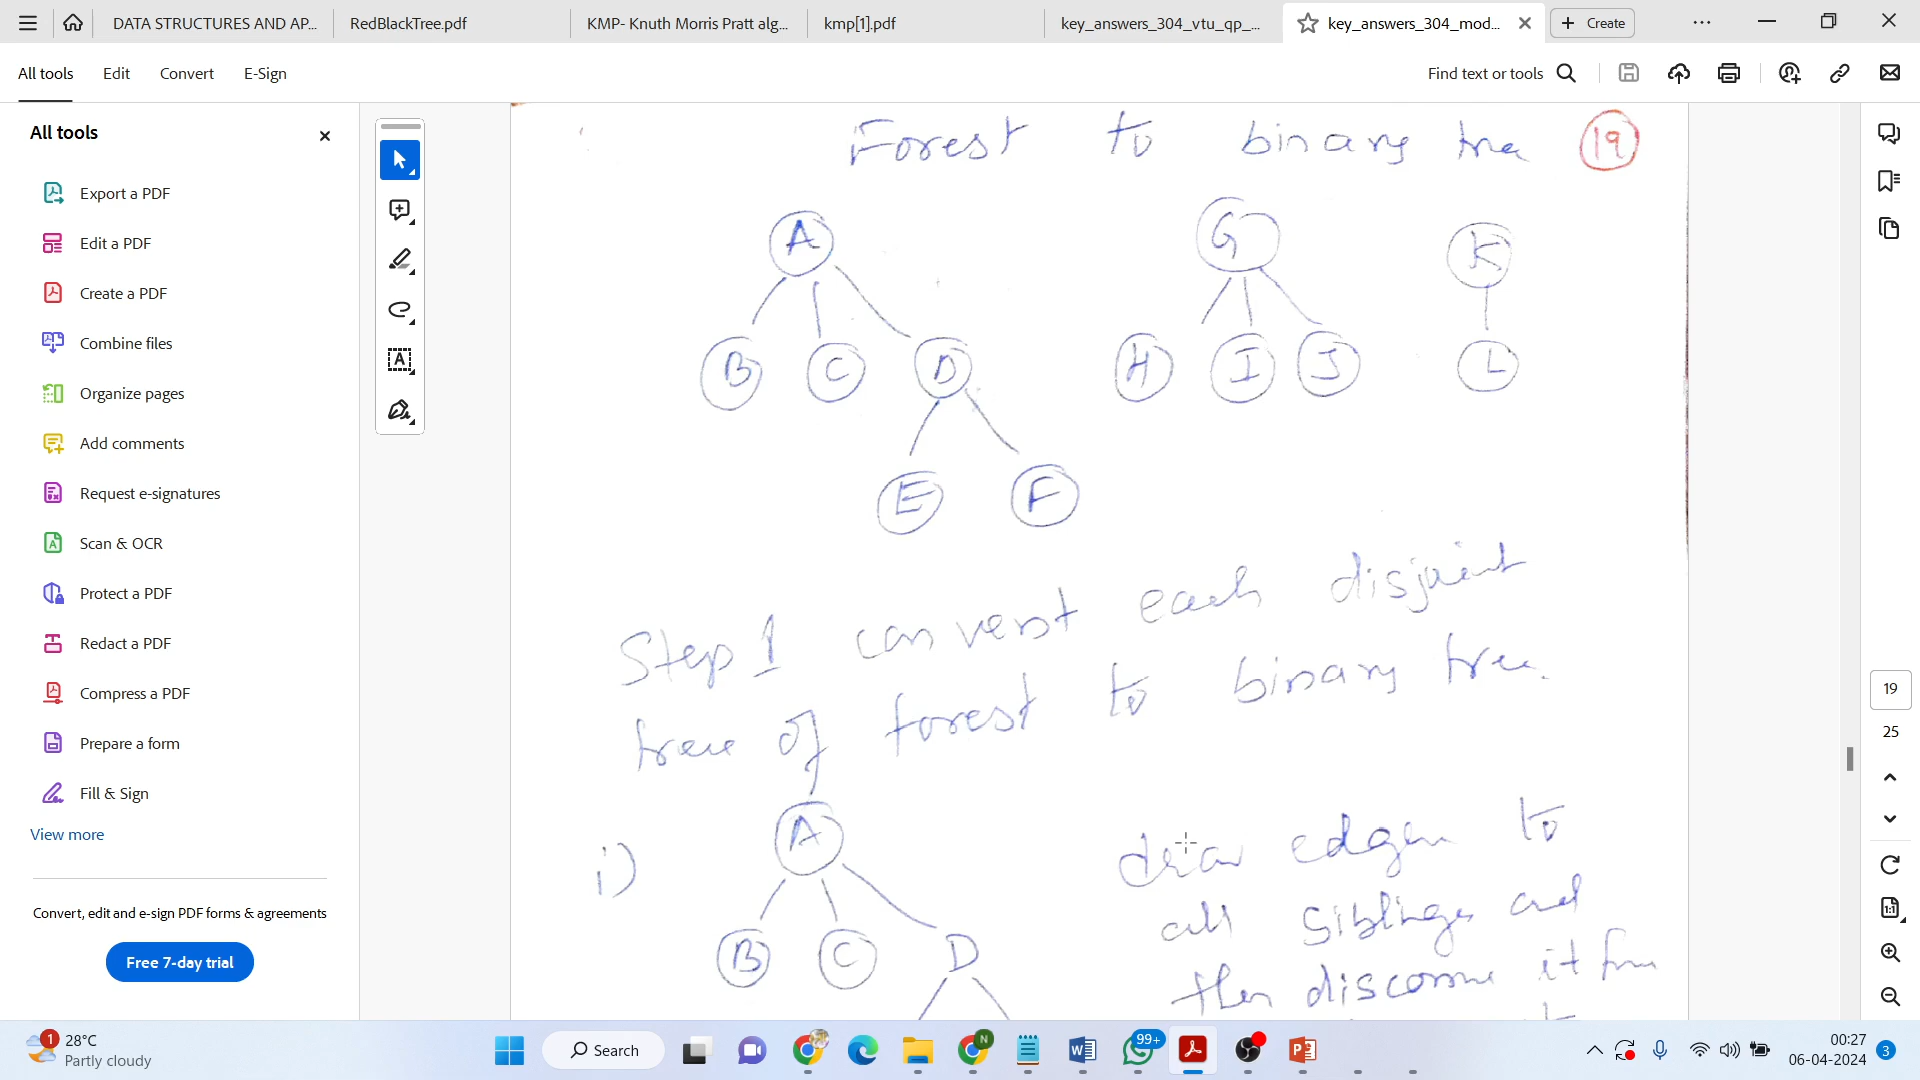 DATA STRUCTURES AND AP...
RedBlackTree.pdf
KMP- Knuth Morris Pratt alg...
kmp[1].pdf
key_answers_304_vtu_qp_...
key_answers_304_mod...
Create
All tools
Edit
Convert
E-Sign
Find text or tools
All tools
Export a PDF
Edit a PDF
Create a PDF
Combine files
Organize pages
Add comments
Request e-signatures
Scan & OCR
Protect a PDF
Redact a PDF
Compress a PDF
Prepare a form
Fill & Sign
View more
Convert, edit and e-sign PDF forms & agreements
Free 7-day trial
Forest to binary tree 19
A G K
B C D H I J L
E F
Step 1 convert each disjoint
tree of forest to binary tree.
i) A draw edges to
B C D all siblings and
then it from
19
25
1
28°C
Partly cloudy
Search
N
99+
00:27
06-04-2024
3